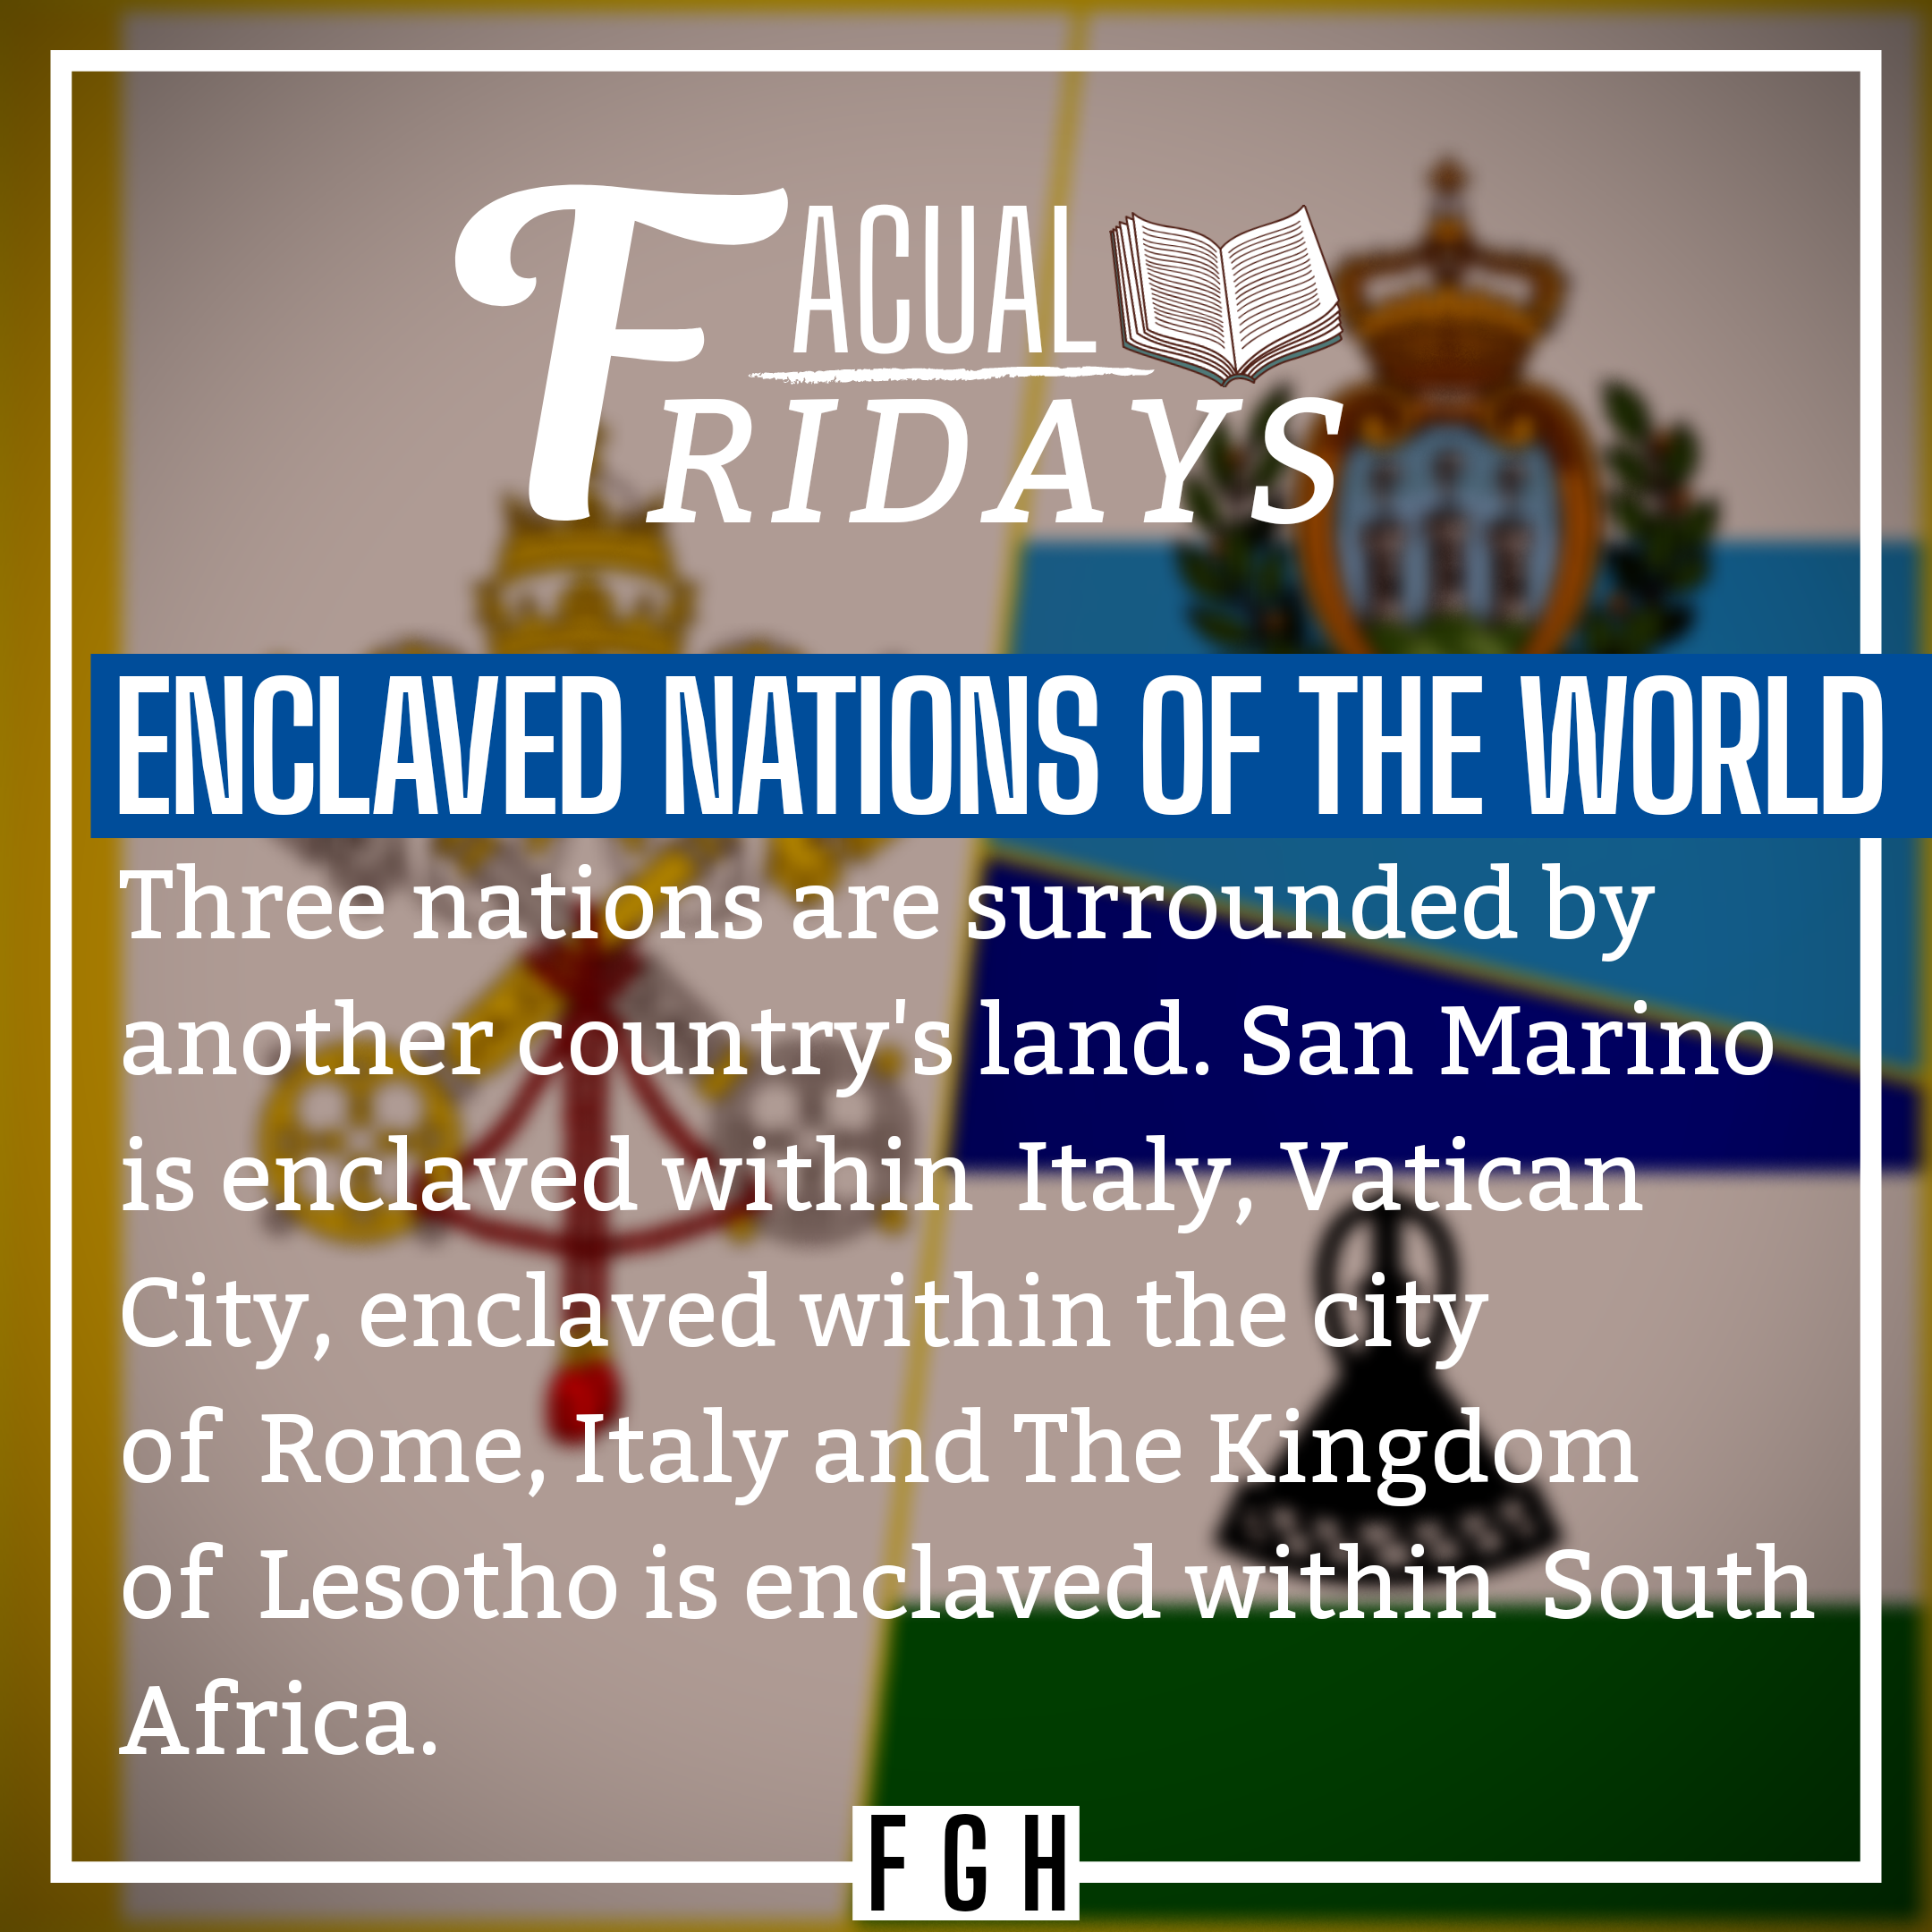 FACUAL
FRIDAYS
ENCLAVED NATIONS OF THE WORLD
Three nations are surrounded by
another country's land. San Marino
is enclaved within Italy, Vatican
City, enclaved within the city
of Rome, Italy and The Kingdom
of Lesotho is enclaved within South
Africa.
F G H